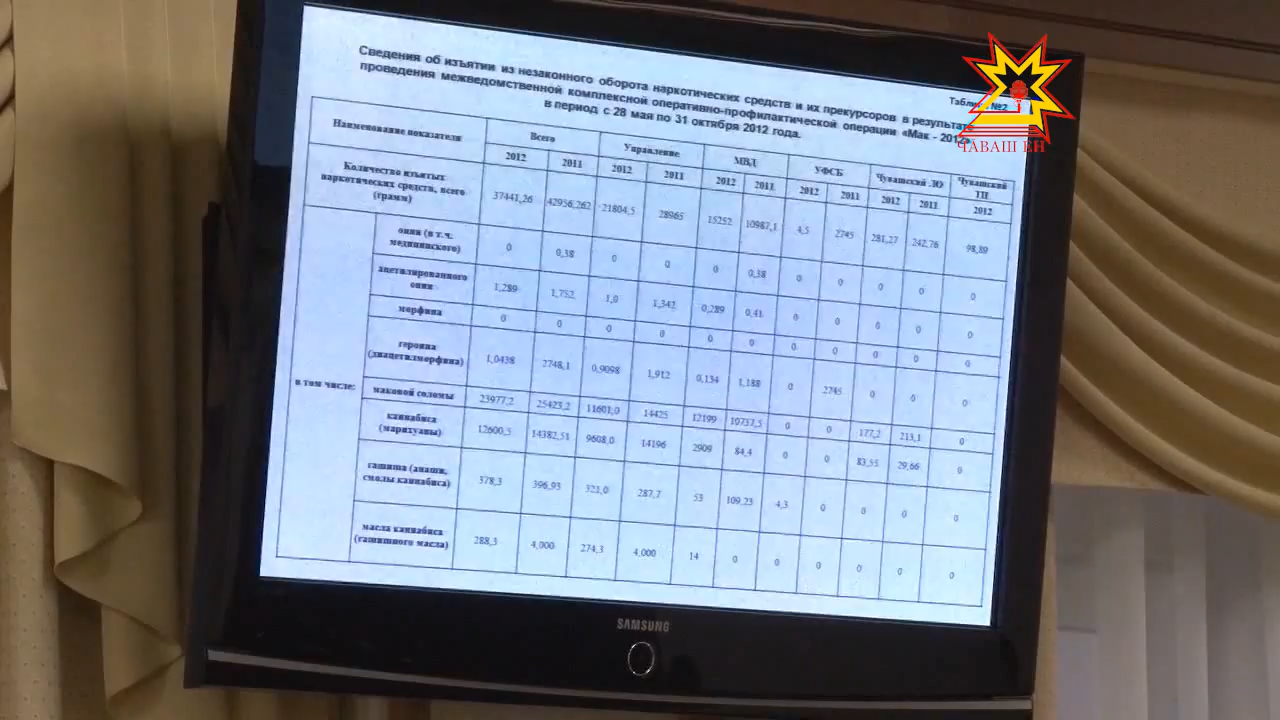 Таблица №2
Сведения об изъятии из незаконного оборота наркотических средств и их прекурсоров в результате
проведения межведомственной комплексной оперативно-профилактической операции «Мак - 2012»
в период с 28 мая по 31 октября 2012 года.
ЧӐВАШ ЕН
Наименование показателя Всего Управление МВД УФСБ Чувашский ЛО Чувашский
2012 2011 2012 2011 2012 2011 2012 2011 2012 2011 2012
Количество изъятых
наркотических средств, всего
(грамм)
37441,26 42956,262 21804,5 28965 15252 10987,1 4,5 2745 281,27 242,76 98,89
в том числе:
опия (в т.ч.
медицинского)
0 0,38 0 0 0 0,38 0 0 0 0 0
ацетилированного
опия
1,289 1,752 1,0 1,342 0,289 0,41 0 0 0 0 0
морфина 0 0 0 0 0 0 0 0 0 0 0
героина
(диацетилморфина)
1,0438 2748,1 0,9098 1,912 0,134 1,188 0 2745 0 0 0
маковой соломы 23977,2 25423,2 11601,0 14425 12199 10737,5 0 0 177,2 213,1 0
каннабиса
(марихуаны)
12600,5 14382,51 9608,0 14196 2909 84,4 0 0 83,55 29,66 0
гашиша (анаши,
смолы каннабиса)
378,3 396,93 321,0 287,7 53 109,23 4,3 0 0 0 0
масла каннабиса
(гашишного масла)
288,3 4,000 274,3 4,000 14 0 0 0 0 0 0
SAMSUNG